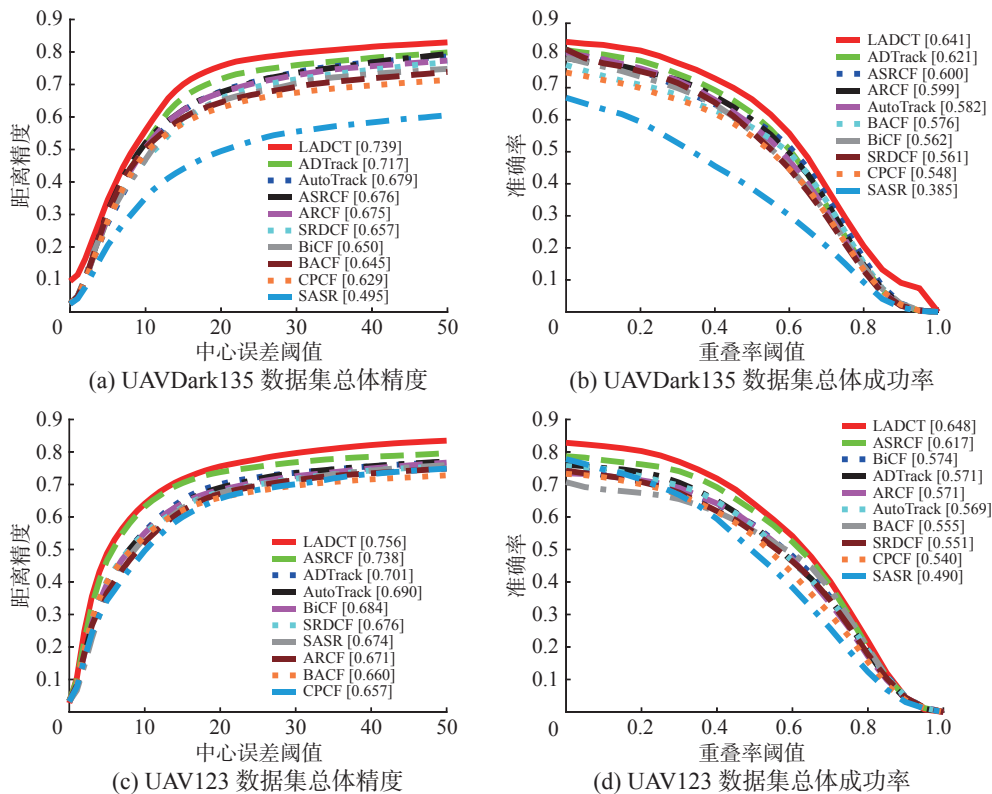 0.9
0.8
0.7
0.6
0.5
0.4
0.3
0.2
0.1
0
10
20
30
40
50
距离精度
中心误差阈值
LADCT [0.739]
ADTrack [0.717]
AutoTrack [0.679]
ASRCF [0.676]
ARCF [0.675]
SRDCF [0.657]
BiCF [0.650]
BACF [0.645]
CPCF [0.629]
SASR [0.495]
(a) UAVDark135 数据集总体精度
0.9
0.8
0.7
0.6
0.5
0.4
0.3
0.2
0.1
0
0.2
0.4
0.6
0.8
1.0
准确率
重叠率阈值
LADCT [0.641]
ADTrack [0.621]
ASRCF [0.600]
ARCF [0.599]
AutoTrack [0.582]
BACF [0.576]
BiCF [0.562]
SRDCF [0.561]
CPCF [0.548]
SASR [0.385]
(b) UAVDark135 数据集总体成功率
0.9
0.8
0.7
0.6
0.5
0.4
0.3
0.2
0.1
0
10
20
30
40
50
距离精度
中心误差阈值
LADCT [0.756]
ASRCF [0.738]
ADTrack [0.701]
AutoTrack [0.690]
BiCF [0.684]
SRDCF [0.676]
SASR [0.674]
ARCF [0.671]
BACF [0.660]
CPCF [0.657]
(c) UAV123 数据集总体精度
0.9
0.8
0.7
0.6
0.5
0.4
0.3
0.2
0.1
0
0.2
0.4
0.6
0.8
1.0
准确率
重叠率阈值
LADCT [0.648]
ASRCF [0.617]
BiCF [0.574]
ADTrack [0.571]
ARCF [0.571]
AutoTrack [0.569]
BACF [0.555]
SRDCF [0.551]
CPCF [0.540]
SASR [0.490]
(d) UAV123 数据集总体成功率